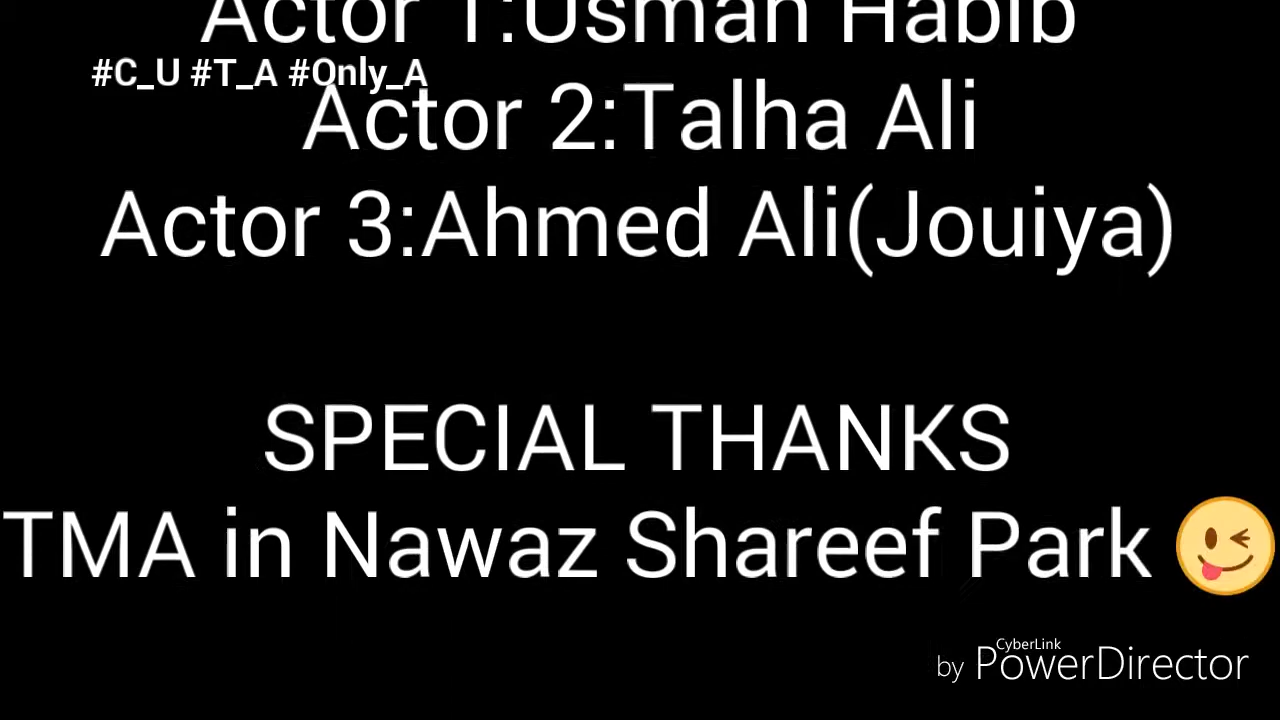 Actor 1:Usman Habib
#C_U #T_A #Only_A
Actor 2:Talha Ali
Actor 3:Ahmed Ali(Jouiya)
SPECIAL THANKS
TMA in Nawaz Shareef Park 😜
by CyberLink PowerDirector